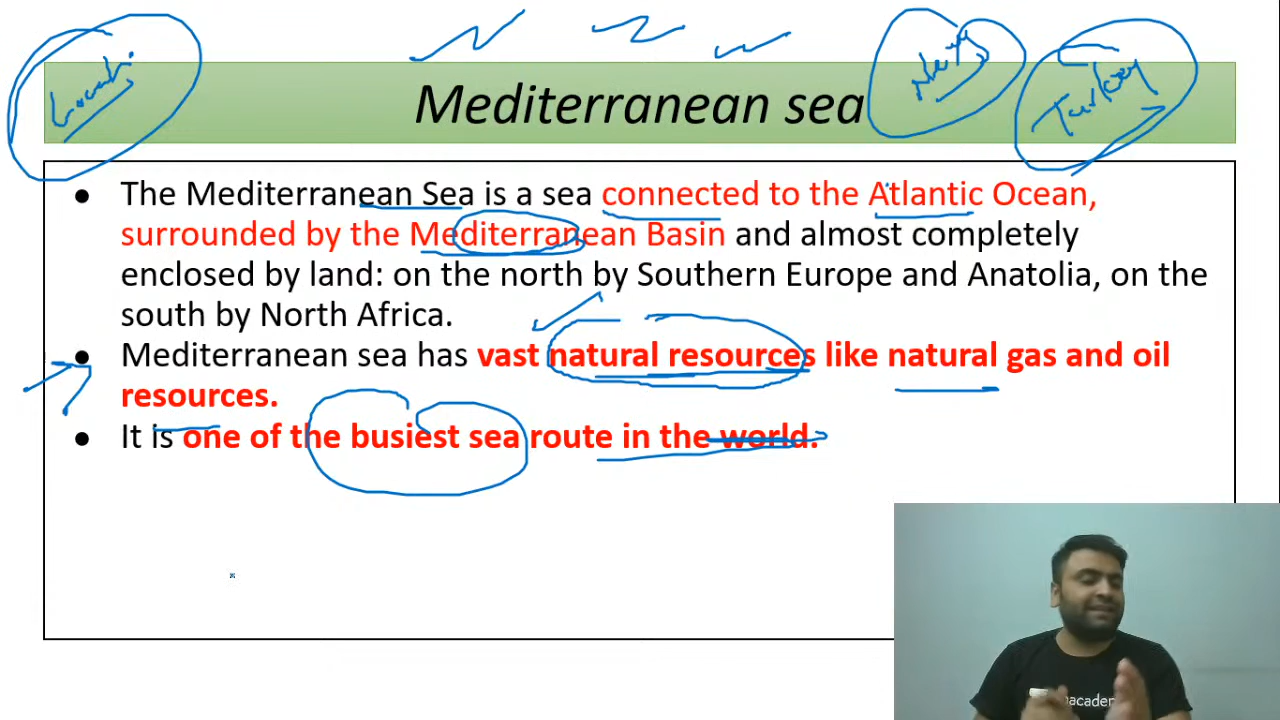 Turkey
Mediterranean sea
● The Mediterranean Sea is a sea connected to the Atlantic Ocean,
surrounded by the Mediterranean Basin and almost completely
enclosed by land: on the north by Southern Europe and Anatolia, on the
south by North Africa.
● Mediterranean sea has vast natural resources like natural gas and oil
resources.
● It is one of the busiest sea route in the world.